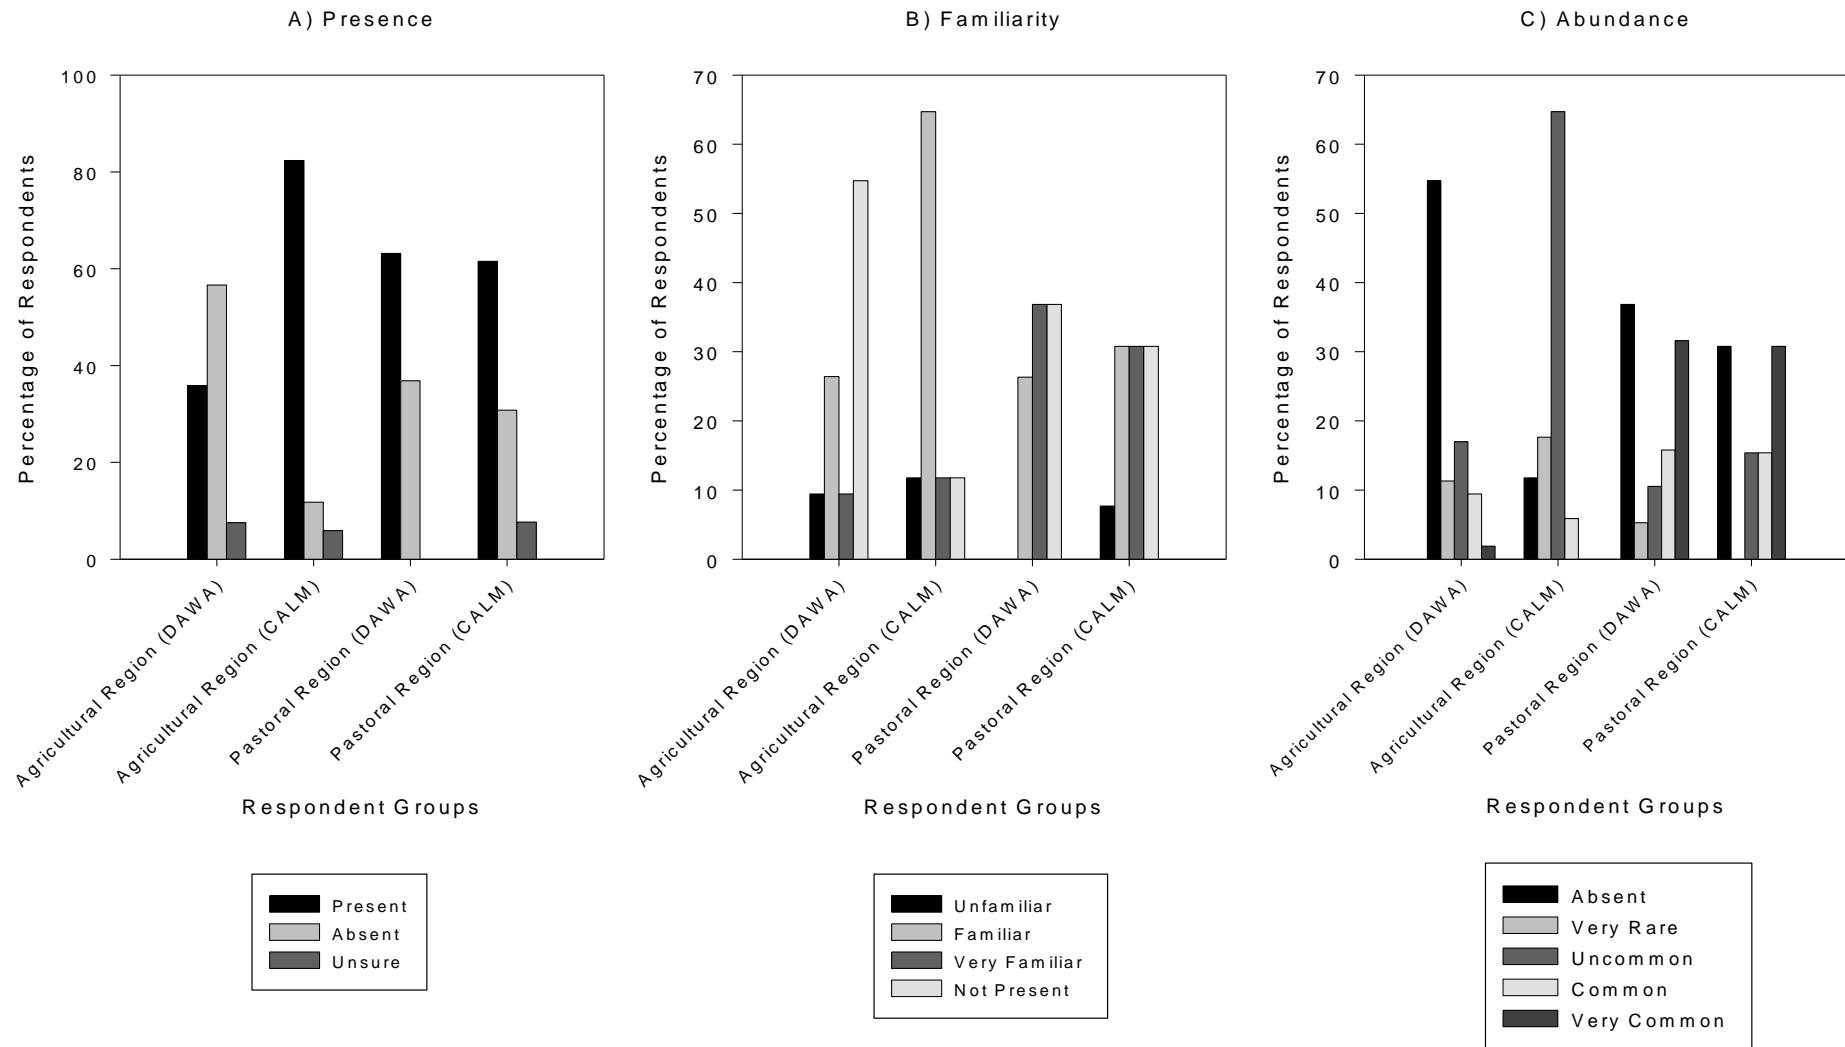 A) Presence
B) Familiarity
C) Abundance
Percentage of Respondents
100
80
60
40
20
0
Agricultural Region (DAWA)
Agricultural Region (CALM)
Pastoral Region (DAWA)
Pastoral Region (CALM)
Respondent Groups
Present
Absent
Unsure
Percentage of Respondents
70
60
50
40
30
20
10
0
Agricultural Region (DAWA)
Agricultural Region (CALM)
Pastoral Region (DAWA)
Pastoral Region (CALM)
Respondent Groups
Unfamiliar
Familiar
Very Familiar
Not Present
Percentage of Respondents
70
60
50
40
30
20
10
0
Agricultural Region (DAWA)
Agricultural Region (CALM)
Pastoral Region (DAWA)
Pastoral Region (CALM)
Respondent Groups
Absent
Very Rare
Uncommon
Common
Very Common